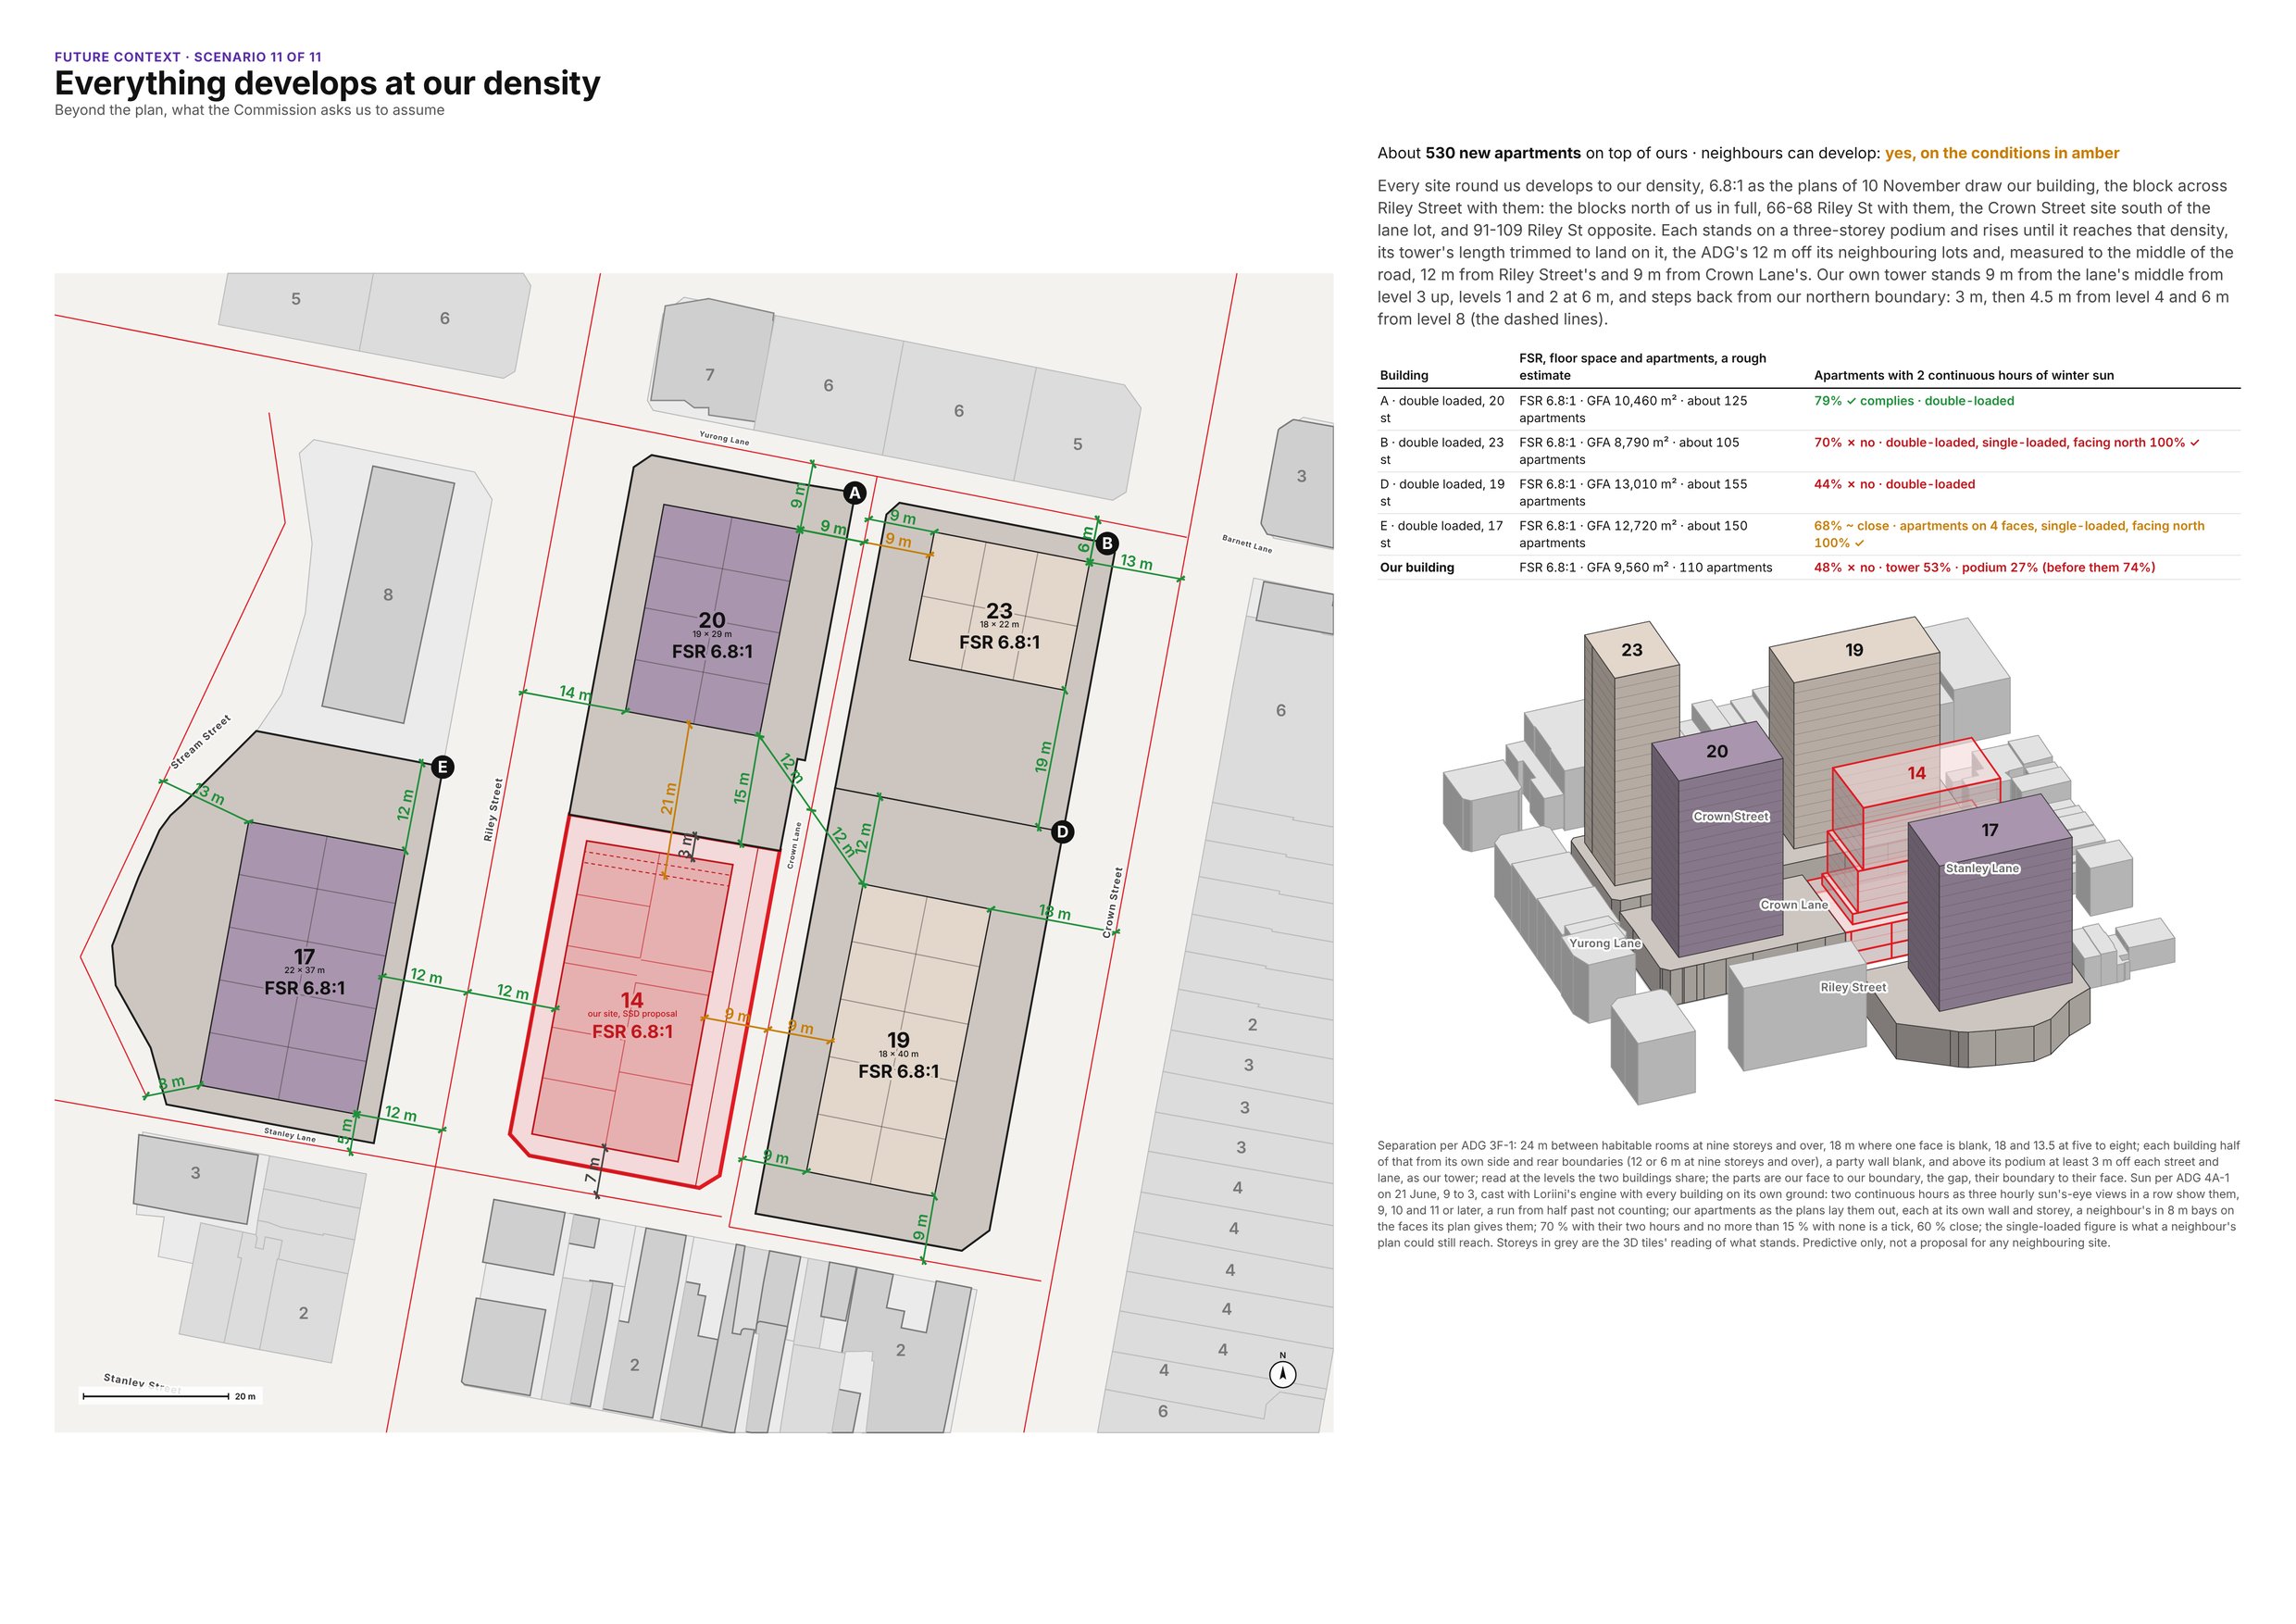 FUTURE CONTEXT · SCENARIO 11 OF 11
Everything develops at our density
Beyond the plan, what the Commission asks us to assume
About 530 new apartments on top of ours · neighbours can develop: yes, on the conditions in amber
Every site round us develops to our density, 6.8:1 as the plans of 10 November draw our building, the block across
Riley Street with them: the blocks north of us in full, 66-68 Riley St with them, the Crown Street site south of the
lane lot, and 91-109 Riley St opposite. Each stands on a three-storey podium and rises until it reaches that density,
its tower's length trimmed to land on it, the ADG's 12 m off its neighbouring lots and, measured to the middle of the
road, 12 m from Riley Street's and 9 m from Crown Lane's. Our own tower stands 9 m from the lane's middle from
level 3 up, levels 1 and 2 at 6 m, and steps back from our northern boundary: 3 m, then 4.5 m from level 4 and 6 m
from level 8 (the dashed lines).
Building
FSR, floor space and apartments, a rough
estimate
Apartments with 2 continuous hours of winter sun
A · double loaded, 20
st
FSR 6.8:1 · GFA 10,460 m² · about 125
apartments
79% ✓ complies · double-loaded
B · double loaded, 23
st
FSR 6.8:1 · GFA 8,790 m² · about 105
apartments
70% × no · double-loaded, single-loaded, facing north 100% ✓
D · double loaded, 19
st
FSR 6.8:1 · GFA 13,010 m² · about 155
apartments
44% × no · double-loaded
E · double loaded, 17
st
FSR 6.8:1 · GFA 12,720 m² · about 150
apartments
68% ~ close · apartments on 4 faces, single-loaded, facing north
100% ✓
Our building
FSR 6.8:1 · GFA 9,560 m² · 110 apartments
48% × no · tower 53% · podium 27% (before them 74%)
5
6
7
6
6
5
3
Yurong Lane
Barnett Lane
A
B
9 m
9 m
9 m
9 m
6 m
13 m
8
20
19 × 29 m
FSR 6.8:1
23
18 × 22 m
FSR 6.8:1
6
14 m
Stream Street
E
13 m
12 m
Riley Street
21 m
15 m
12 m
12 m
12 m
19 m
D
3 m
Crown Lane
Crown Street
18 m
17
22 × 37 m
FSR 6.8:1
12 m
12 m
14
our site, SSD proposal
FSR 6.8:1
9 m
9 m
19
18 × 40 m
FSR 6.8:1
8 m
12 m
5 m
Stanley Lane
7 m
9 m
9 m
2
3
3
3
4
4
4
4
4
4
6
3
2
2
2
Stanley Street
20 m
N
23
19
20
14
17
Crown Street
Stanley Lane
Crown Lane
Yurong Lane
Riley Street
Separation per ADG 3F-1: 24 m between habitable rooms at nine storeys and over, 18 m where one face is blank, 18 and 13.5 at five to eight; each building half
of that from its own side and rear boundaries (12 or 6 m at nine storeys and over), a party wall blank, and above its podium at least 3 m off each street and
lane, as our tower; read at the levels the two buildings share; the parts are our face to our boundary, the gap, their boundary to their face. Sun per ADG 4A-1
on 21 June, 9 to 3, cast with Loriini's engine with every building on its own ground: two continuous hours as three hourly sun's-eye views in a row show them,
9, 10 and 11 or later, a run from half past not counting; our apartments as the plans lay them out, each at its own wall and storey, a neighbour's in 8 m bays on
the faces its plan gives them; 70 % with their two hours and no more than 15 % with none is a tick, 60 % close; the single-loaded figure is what a neighbour's
plan could still reach. Storeys in grey are the 3D tiles' reading of what stands. Predictive only, not a proposal for any neighbouring site.